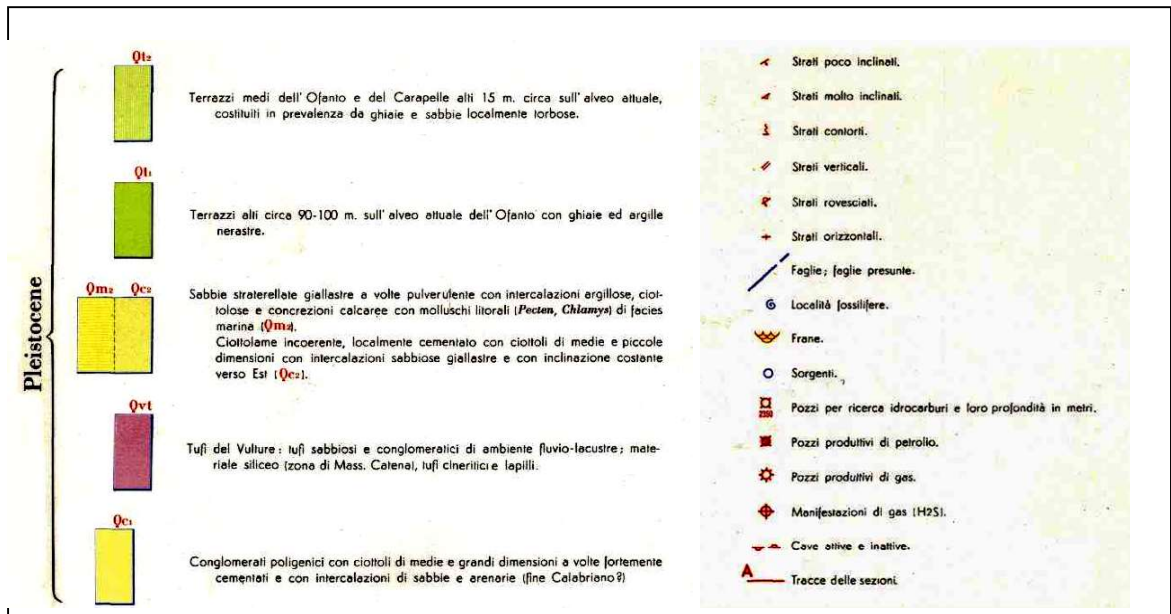 Pleistocene
Qt2
Terrazzi medi dell' Ofanto e del Carapelle alti 15 m. circa sull' alveo attuale,
costituiti in prevalenza da ghiaie e sabbie localmente torbose.
Qt1
Terrazzi alti circa 90-100 m. sull' alveo attuale dell' Ofanto con ghiaie ed argille
nerastre.
Qm2 Qc2
Sabbie straterellate giallastre a volte pulverulente con intercalazioni argillose, ciot-
tolose e concrezioni calcaree con molluschi litorali (Pecten, Chlamys) di facies
marina (Qm2).
Ciottolame incoerente, localmente cementato con ciottoli di medie e piccole
dimensioni con intercalazioni sabbiose giallastre e con inclinazione costante
verso Est (Qc2).
Qvt
Tufi del Vulture: tufi sabbiosi e conglomeratici di ambiente fluvio-lacustre; mate-
riale siliceo (zona di Mass. Catena), tufi cineritici e lapilli.
Qc1
Conglomerati poligenici con ciottoli di medie e grandi dimensioni a volte fortemente
cementati e con intercalazioni di sabbie e arenarie (fine Calabriano?)
Strati poco inclinati.
Strati molto inclinati.
Strati contorti.
Strati verticali.
Strati rovesciati.
Strati orizzontali.
Faglie; faglie presunte.
Località fossilifere.
Frane.
Sorgenti.
2350 Pozzi per ricerca idrocarburi e loro profondità in metri.
Pozzi produttivi di petrolio.
Pozzi produttivi di gas.
Manifestazioni di gas (H2S).
Cave attive e inattive.
A Tracce delle sezioni.